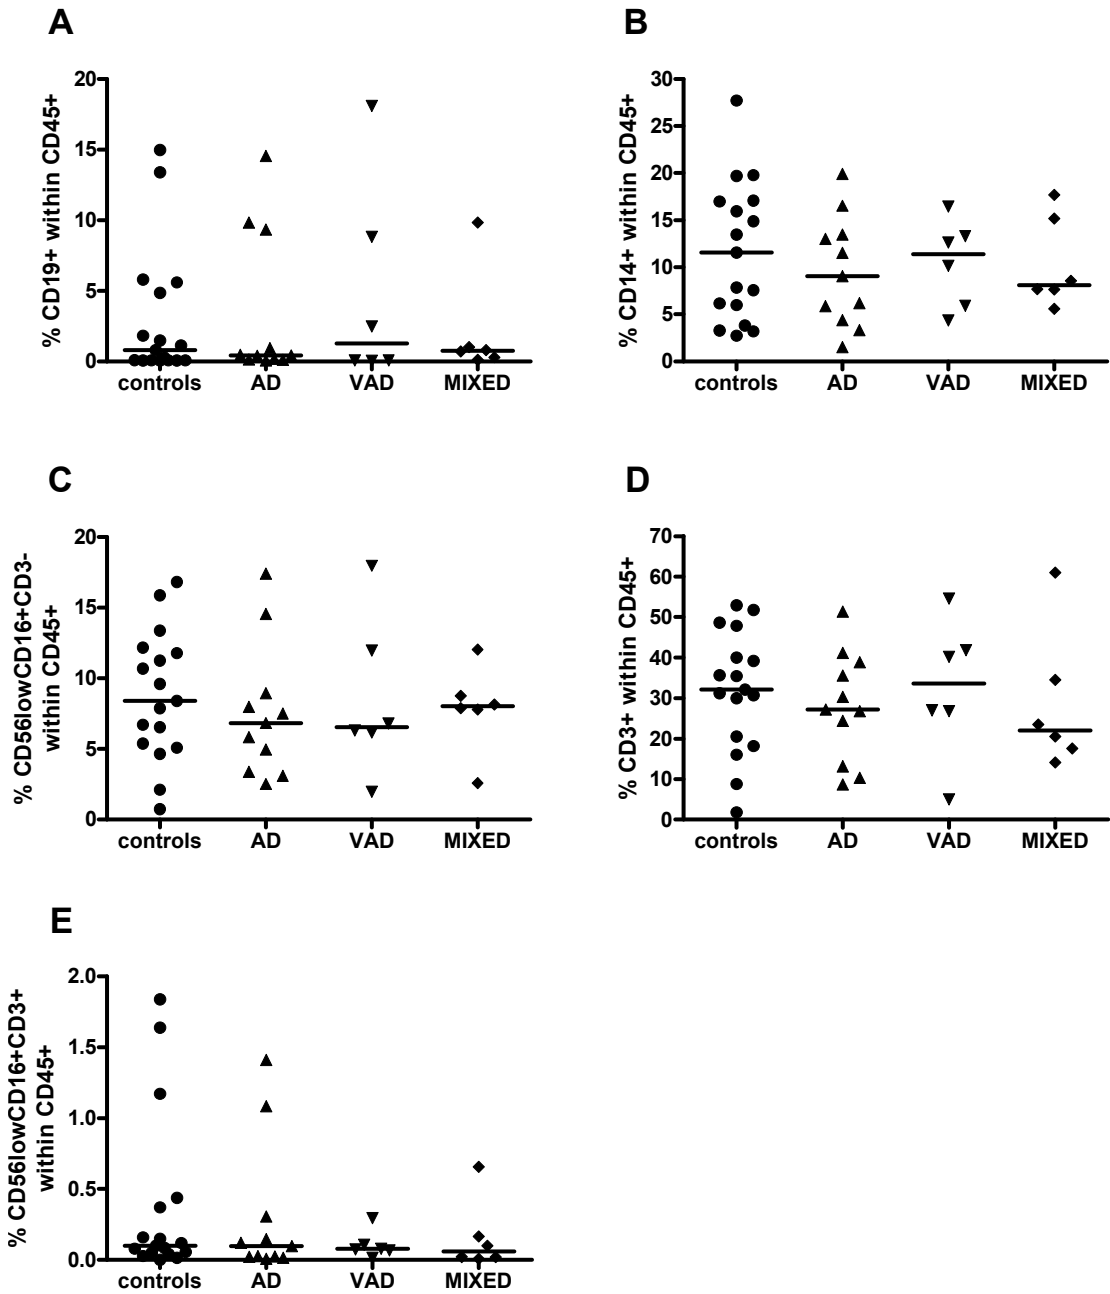 A
% CD19+ within CD45+
20
15
10
5
0
controls AD VAD MIXED
B
% CD14+ within CD45+
30
25
20
15
10
5
0
controls AD VAD MIXED
C
% CD56lowCD16+CD3-
within CD45+
20
15
10
5
0
controls AD VAD MIXED
D
% CD3+ within CD45+
70
60
50
40
30
20
10
0
controls AD VAD MIXED
E
% CD56lowCD16+CD3+
within CD45+
2.0
1.5
1.0
0.5
0.0
controls AD VAD MIXED